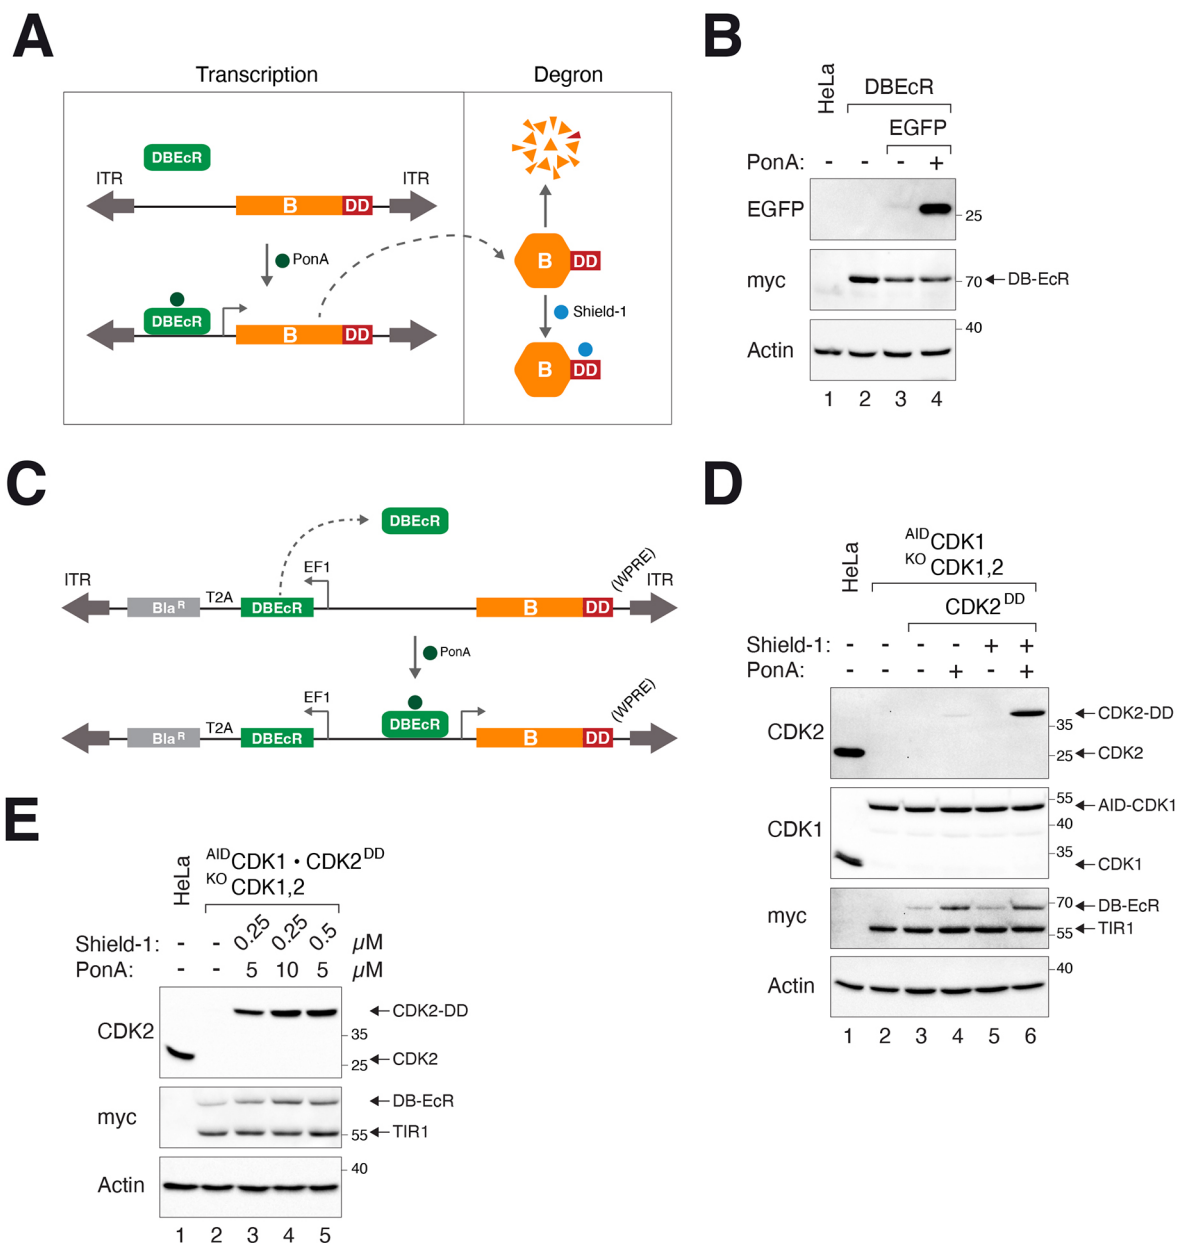 A
Transcription
Degron
DBEcR
ITR
ITR
B
DD
PonA
B
DD
DBEcR
Shield-1
B
DD
B
DD
B
HeLa
DBEcR
EGFP
PonA: - - - +
EGFP
25
myc
70
DB-EcR
40
Actin
1 2 3 4
C
DBEcR
ITR
EF1
(WPRE)
ITR
Bla R
T2A
DBEcR
B
DD
PonA
DBEcR
EF1
(WPRE)
Bla R
T2A
DBEcR
B
DD
D
HeLa
AID CDK1
KO CDK1,2
CDK2 DD
Shield-1: - - - - + +
PonA: - - - + - +
CDK2
CDK2-DD
35
25
CDK2
CDK1
55
AID-CDK1
40
35
CDK1
myc
70
DB-EcR
55
TIR1
40
Actin
1 2 3 4 5 6
E
HeLa
AID CDK1 • CDK2 DD
KO CDK1,2
Shield-1: - - 0.25 0.25 0.5 µM
PonA: - - 5 10 5 µM
CDK2
CDK2-DD
35
25
CDK2
myc
DB-EcR
55
TIR1
40
Actin
1 2 3 4 5